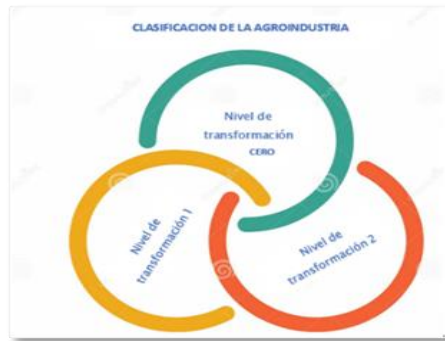 CLASIFICACION DE LA AGROINDUSTRIA
Nivel de
transformación
CERO
Nivel de
transformación 1
Nivel de
transformación 2